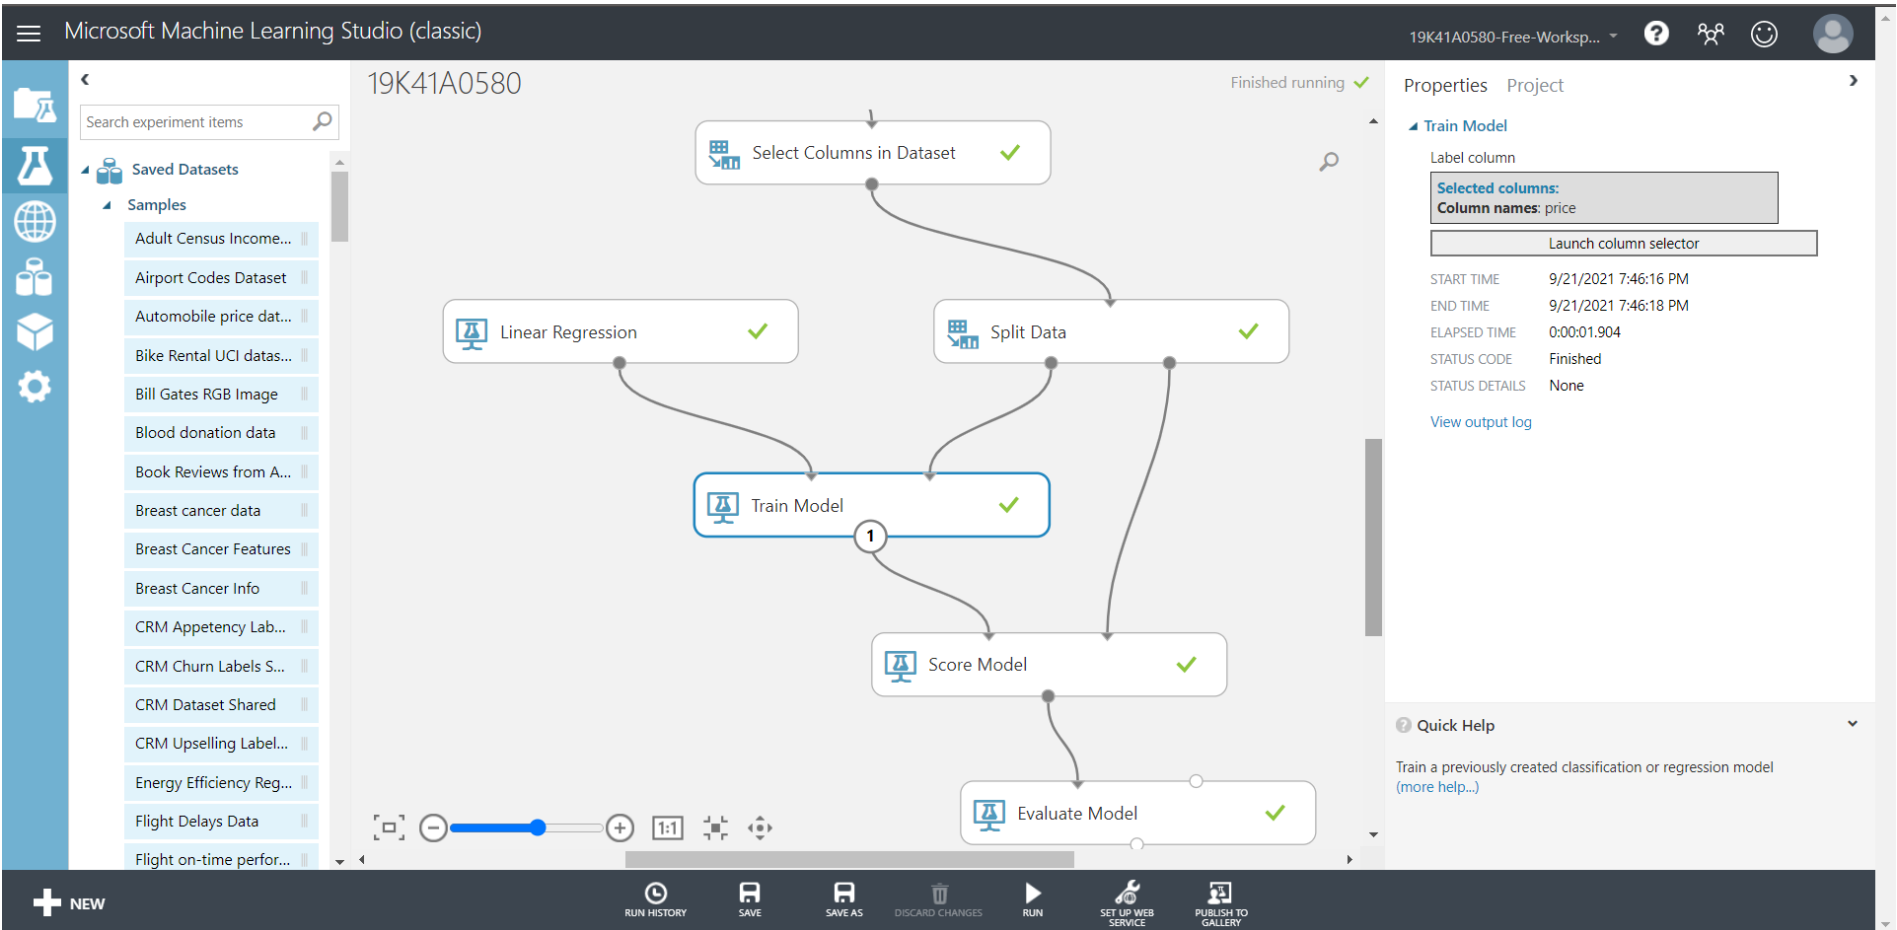 Microsoft Machine Learning Studio (classic)
19K41A0580-Free-Worksp...
Search experiment items
Saved Datasets
Samples
Adult Census Income...
Airport Codes Dataset
Automobile price dat...
Bike Rental UCI datas...
Bill Gates RGB Image
Blood donation data
Book Reviews from A...
Breast cancer data
Breast Cancer Features
Breast Cancer Info
CRM Appetency Lab...
CRM Churn Labels S...
CRM Dataset Shared
CRM Upselling Label...
Energy Efficiency Reg...
Flight Delays Data
Flight on-time perfor...
19K41A0580
Finished running
Select Columns in Dataset
Linear Regression
Split Data
Train Model
1
Score Model
Evaluate Model
1:1
Properties Project
Train Model
Label column
Selected columns:
Column names: price
Launch column selector
START TIME 9/21/2021 7:46:16 PM
END TIME 9/21/2021 7:46:18 PM
ELAPSED TIME 0:00:01.904
STATUS CODE Finished
STATUS DETAILS None
View output log
Quick Help
Train a previously created classification or regression model
(more help...)
NEW
RUN HISTORY
SAVE
SAVE AS
DISCARD CHANGES
RUN
SET UP WEB
SERVICE
PUBLISH TO
GALLERY